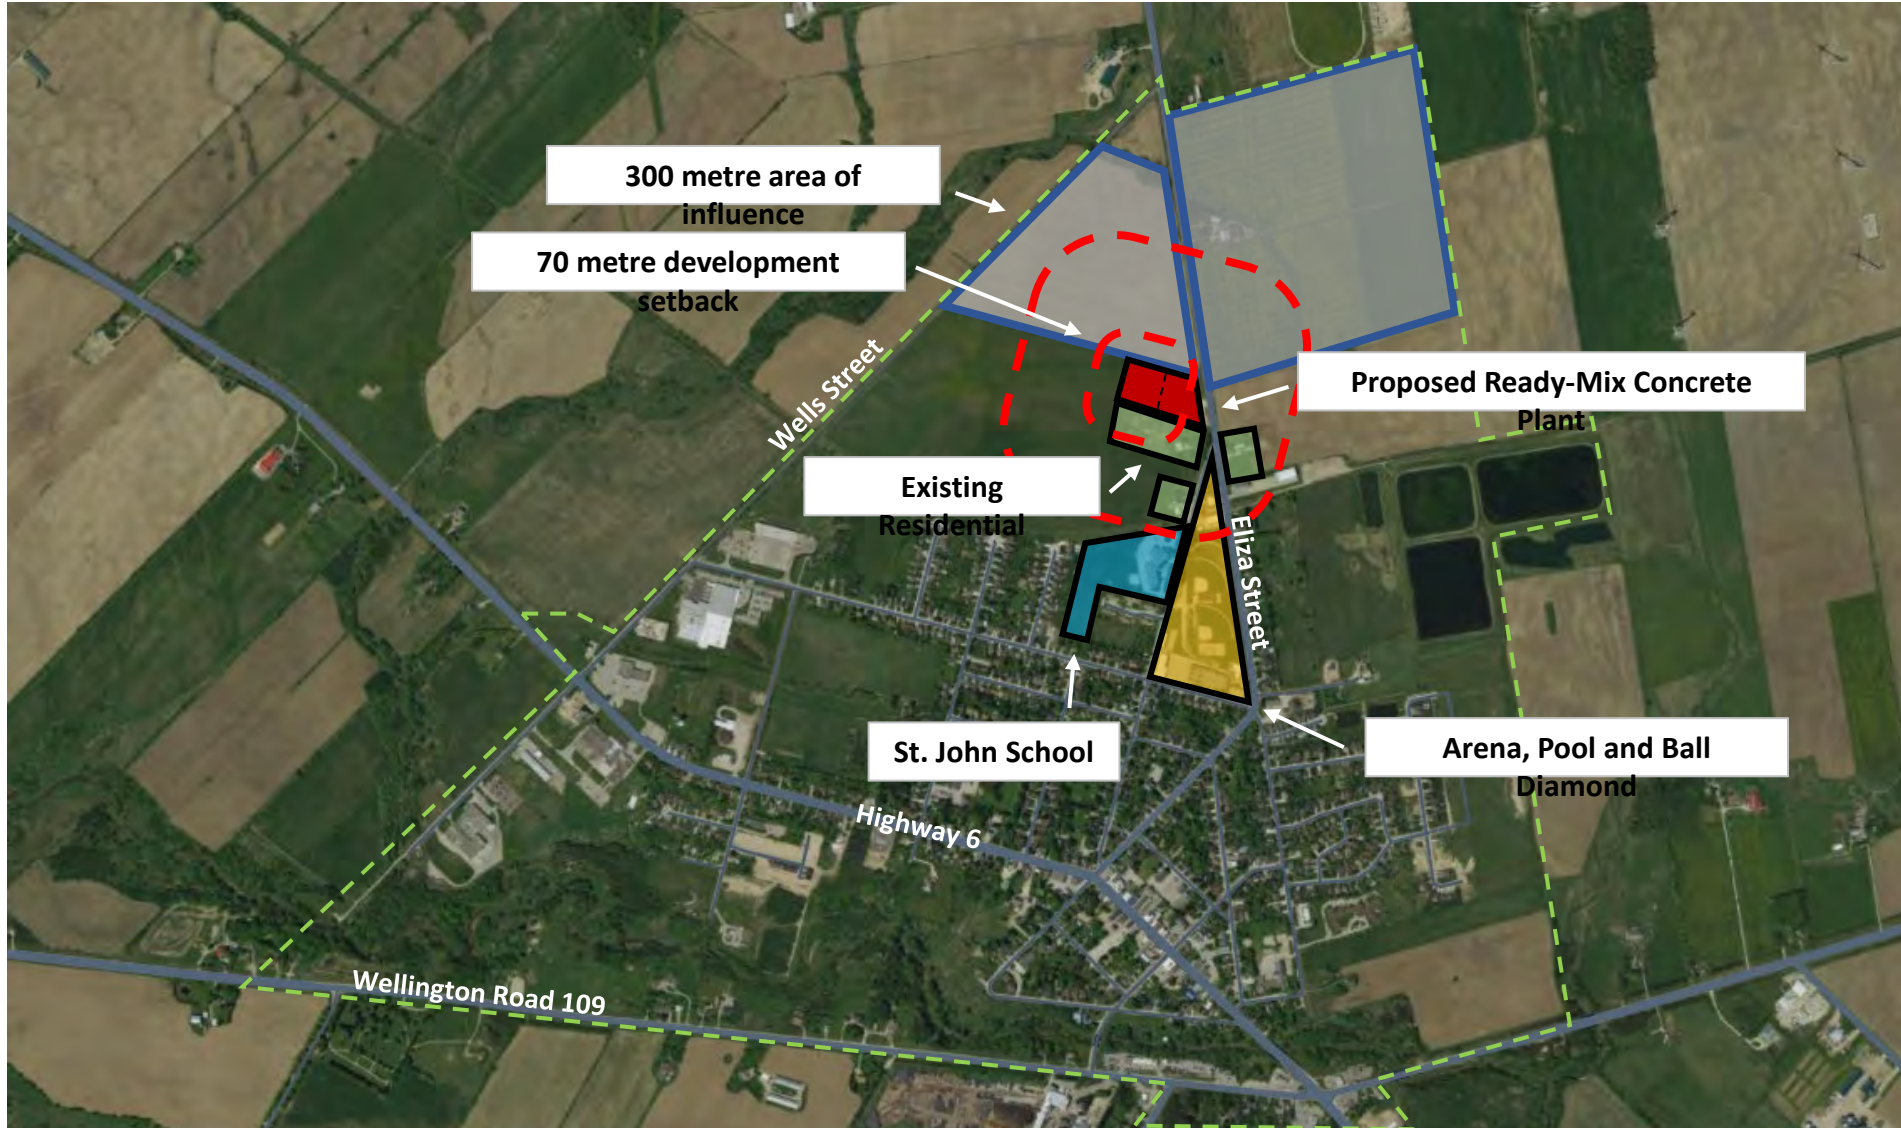 300 metre area of
influence
70 metre development
setback
Wells Street
Proposed Ready-Mix Concrete
Plant
Existing
Residential
Eliza Street
St. John School
Arena, Pool and Ball
Diamond
Highway 6
Wellington Road 109